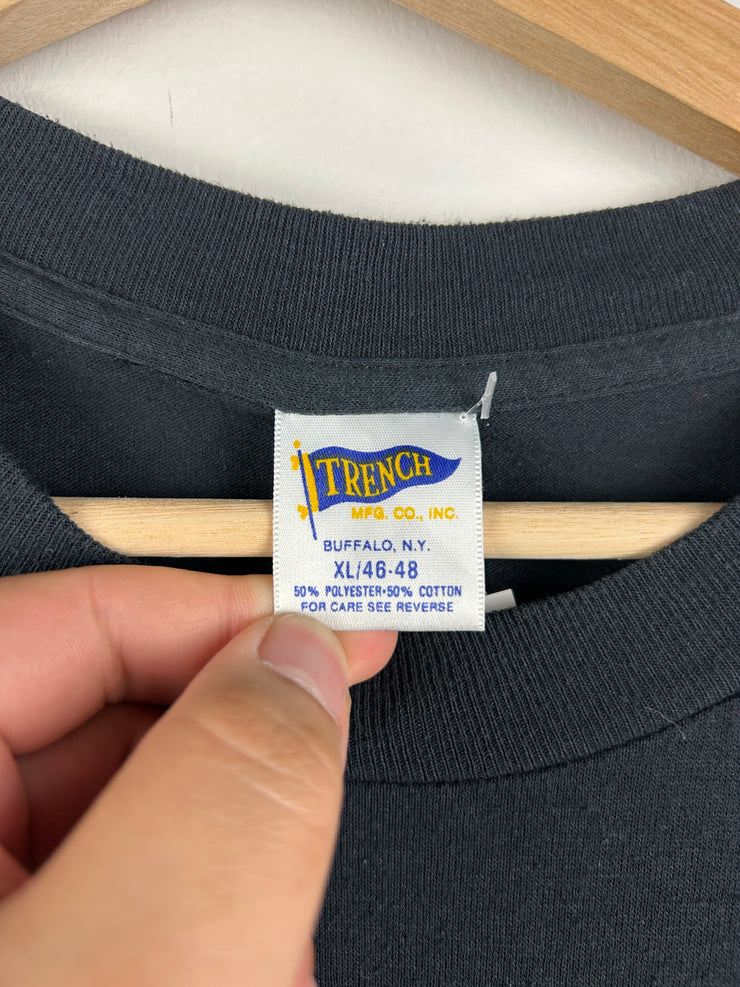 TRENCH
MFG. CO., INC.
BUFFALO, N.Y.
XL/46-48
50% POLYESTER•50% COTTON
FOR CARE SEE REVERSE